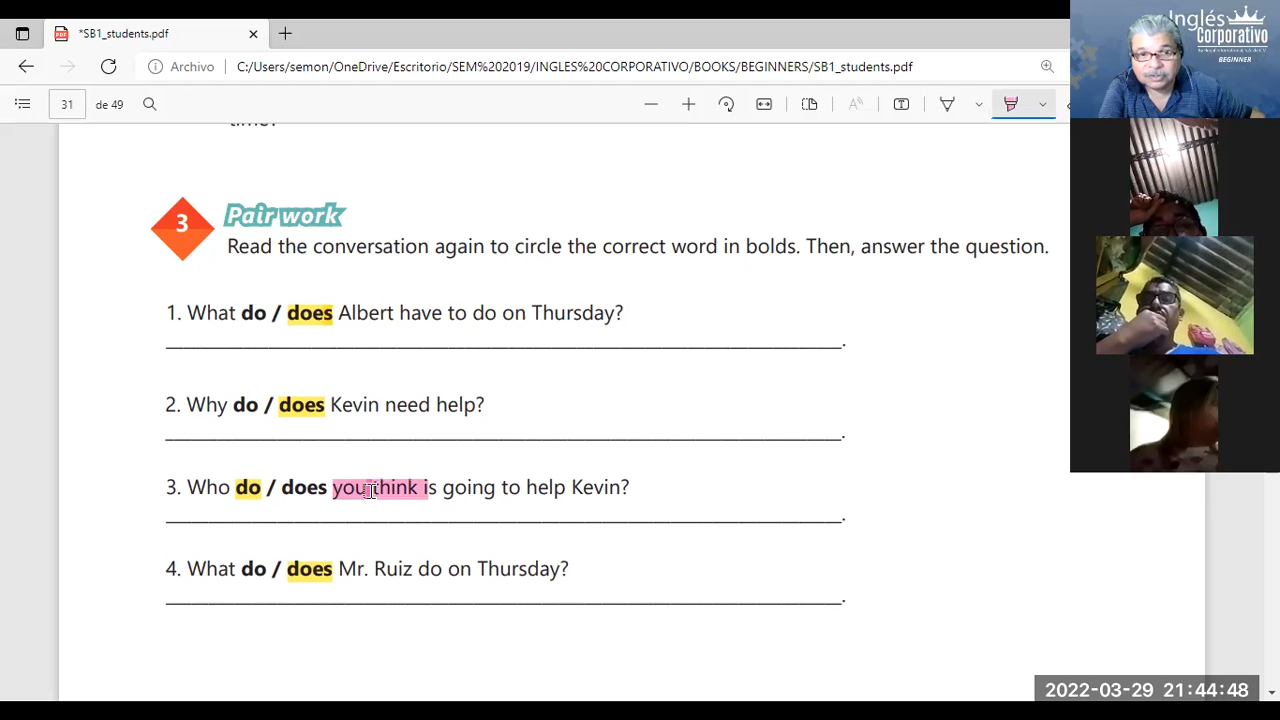 *SB1_students.pdf
Archivo
C:/Users/semon/OneDrive/Escritorio/SEMI%202019/INGLES%20CORPORATIVO/BOOKS/BEGINNERS/SB1_students.pdf
31 de 49
time?
3 Pair work
Read the conversation again to circle the correct word in bolds. Then, answer the question.
1. What do / does Albert have to do on Thursday?
2. Why do / does Kevin need help?
3. Who do / does you think is going to help Kevin?
4. What do / does Mr. Ruiz do on Thursday?
Inglés
Corporativo
BEGINNER
2022-03-29 21:44:48